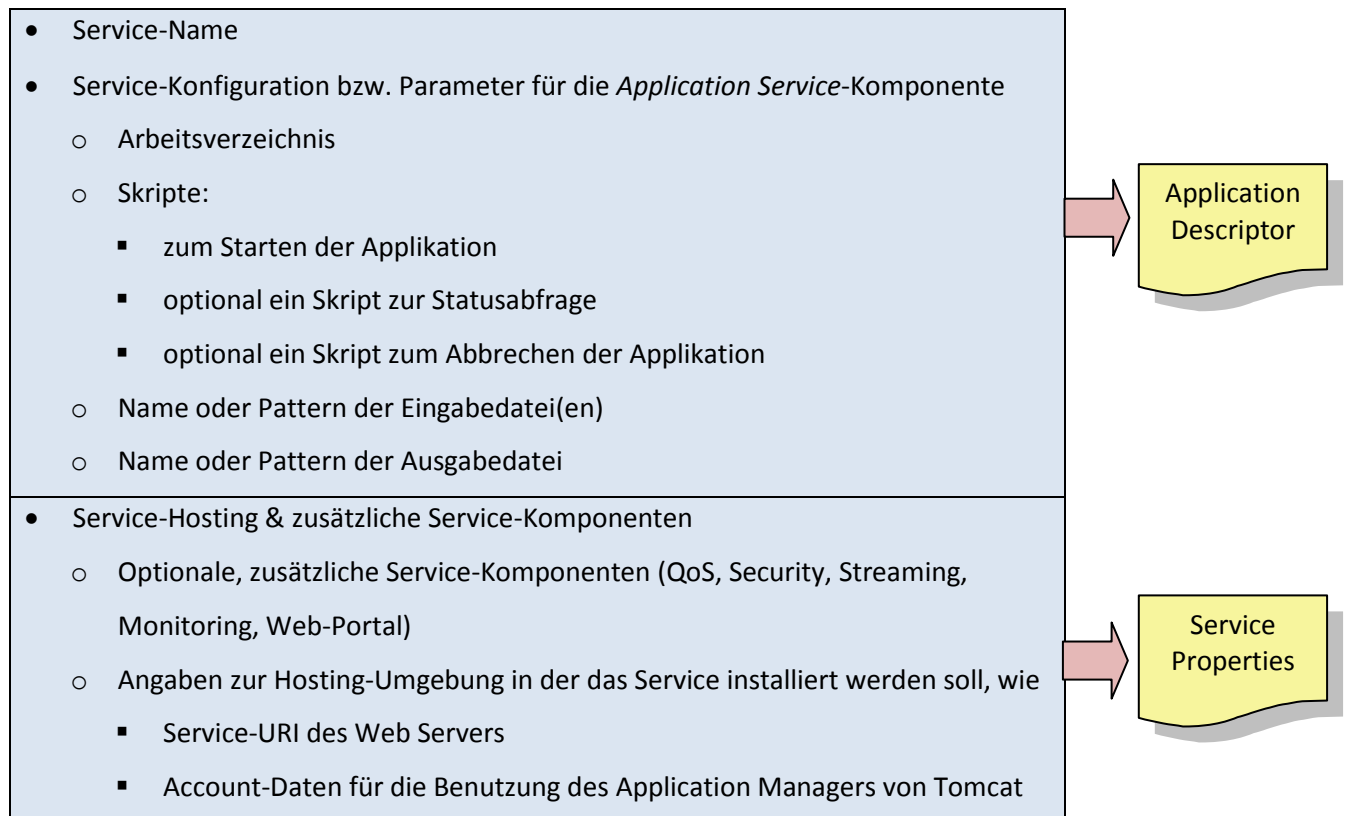 • Service-Name
• Service-Konfiguration bzw. Parameter für die Application Service-Komponente
o Arbeitsverzeichnis
o Skripte:
▪ zum Starten der Applikation
▪ optional ein Skript zur Statusabfrage
▪ optional ein Skript zum Abbrechen der Applikation
o Name oder Pattern der Eingabedatei(en)
o Name oder Pattern der Ausgabedatei
Application
Descriptor
• Service-Hosting & zusätzliche Service-Komponenten
o Optionale, zusätzliche Service-Komponenten (QoS, Security, Streaming,
Monitoring, Web-Portal)
o Angaben zur Hosting-Umgebung in der das Service installiert werden soll, wie
▪ Service-URI des Web Servers
▪ Account-Daten für die Benutzung des Application Managers von Tomcat
Service
Properties